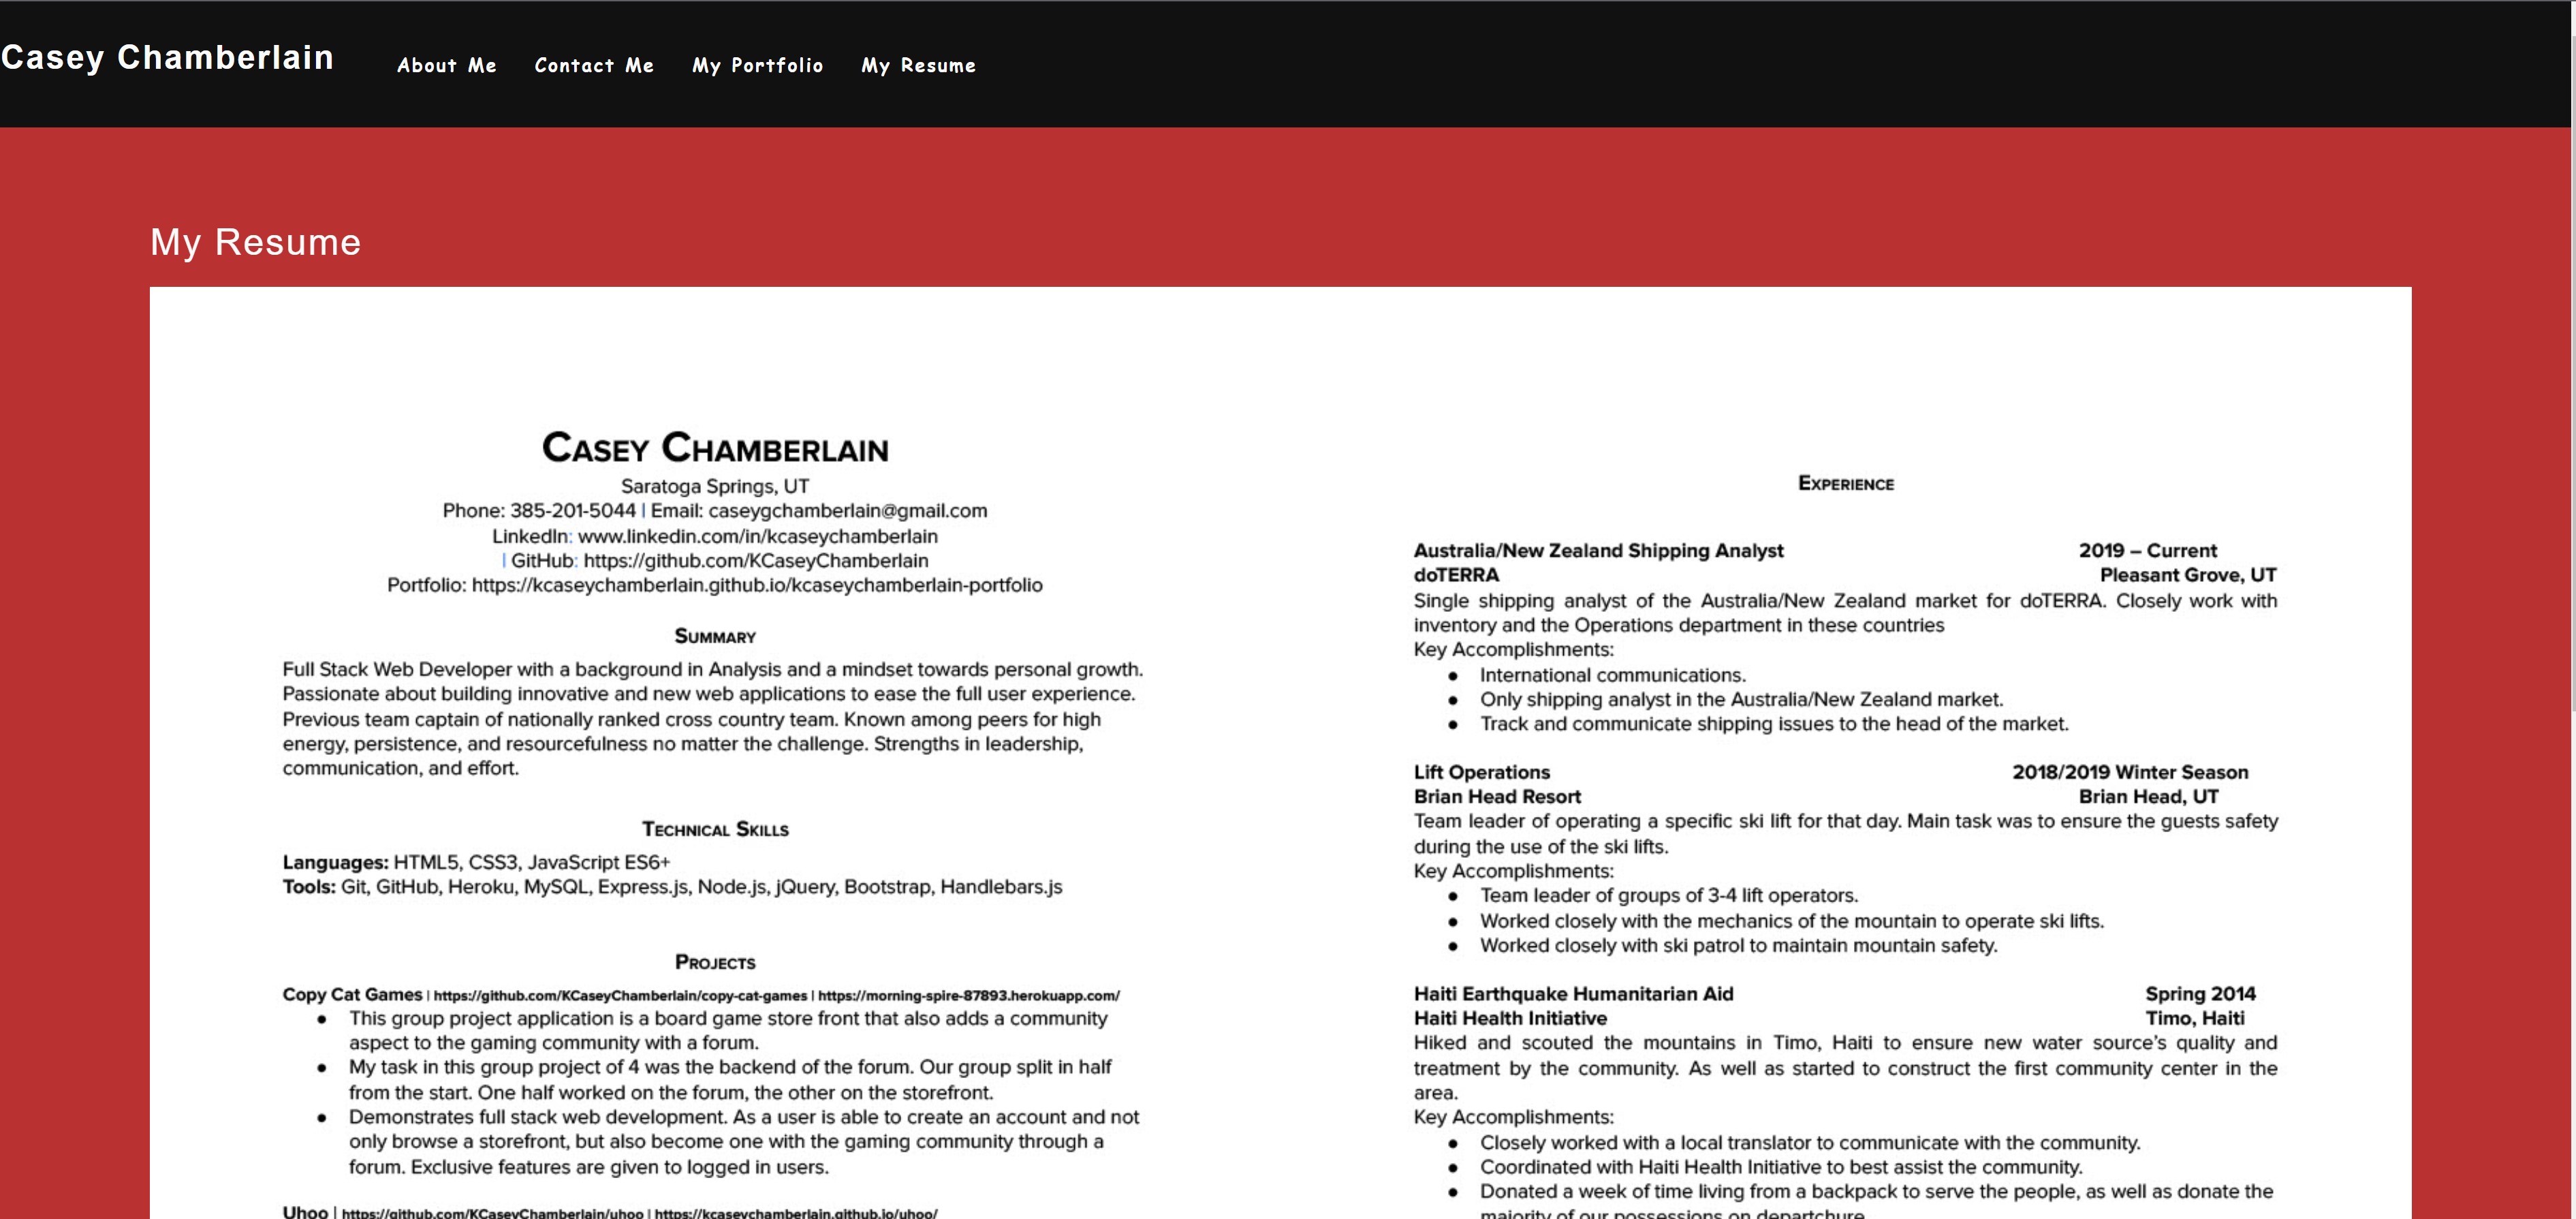 Casey Chamberlain
About Me
Contact Me
My Portfolio
My Resume
My Resume
CASEY CHAMBERLAIN
Saratoga Springs, UT
Phone: 385-201-5044 | Email: caseygchamberlain@gmail.com
LinkedIn: www.linkedin.com/in/kcaseychamberlain
| GitHub: https://github.com/KCaseyChamberlain
Portfolio: https://kcaseychamberlain.github.io/kcaseychamberlain-portfolio
SUMMARY
Full Stack Web Developer with a background in Analysis and a mindset towards personal growth.
Passionate about building innovative and new web applications to ease the full user experience.
Previous team captain of nationally ranked cross country team. Known among peers for high
energy, persistence, and resourcefulness no matter the challenge. Strengths in leadership,
communication, and effort.
TECHNICAL SKILLS
Languages: HTML5, CSS3, JavaScript ES6+
Tools: Git, GitHub, Heroku, MySQL, Express.js, Node.js, jQuery, Bootstrap, Handlebars.js
PROJECTS
Copy Cat Games | https://github.com/KCaseyChamberlain/copy-cat-games | https://morning-spire-87893.herokuapp.com/
● This group project application is a board game store front that also adds a community
aspect to the gaming community with a forum.
● My task in this group project of 4 was the backend of the forum. Our group split in half
from the start. One half worked on the forum, the other on the storefront.
● Demonstrates full stack web development. As a user is able to create an account and not
only browse a storefront, but also become one with the gaming community through a
forum. Exclusive features are given to logged in users.
Uhoo | https://github.com/KCaseyChamberlain/uhoo | https://kcaseychamberlain.github.io/uhoo/
EXPERIENCE
Australia/New Zealand Shipping Analyst 2019 – Current
doTERRA Pleasant Grove, UT
Single shipping analyst of the Australia/New Zealand market for doTERRA. Closely work with
inventory and the Operations department in these countries
Key Accomplishments:
● International communications.
● Only shipping analyst in the Australia/New Zealand market.
● Track and communicate shipping issues to the head of the market.
Lift Operations 2018/2019 Winter Season
Brian Head Resort Brian Head, UT
Team leader of operating a specific ski lift for that day. Main task was to ensure the guests safety
during the use of the ski lifts.
Key Accomplishments:
● Team leader of groups of 3-4 lift operators.
● Worked closely with the mechanics of the mountain to operate ski lifts.
● Worked closely with ski patrol to maintain mountain safety.
Haiti Earthquake Humanitarian Aid Spring 2014
Haiti Health Initiative Timo, Haiti
Hiked and scouted the mountains in Timo, Haiti to ensure new water source's quality and
treatment by the community. As well as started to construct the first community center in the
area.
Key Accomplishments:
● Closely worked with a local translator to communicate with the community.
● Coordinated with Haiti Health Initiative to best assist the community.
● Donated a week of time living from a backpack to serve the people, as well as donate the
majority of our possessions on departchure